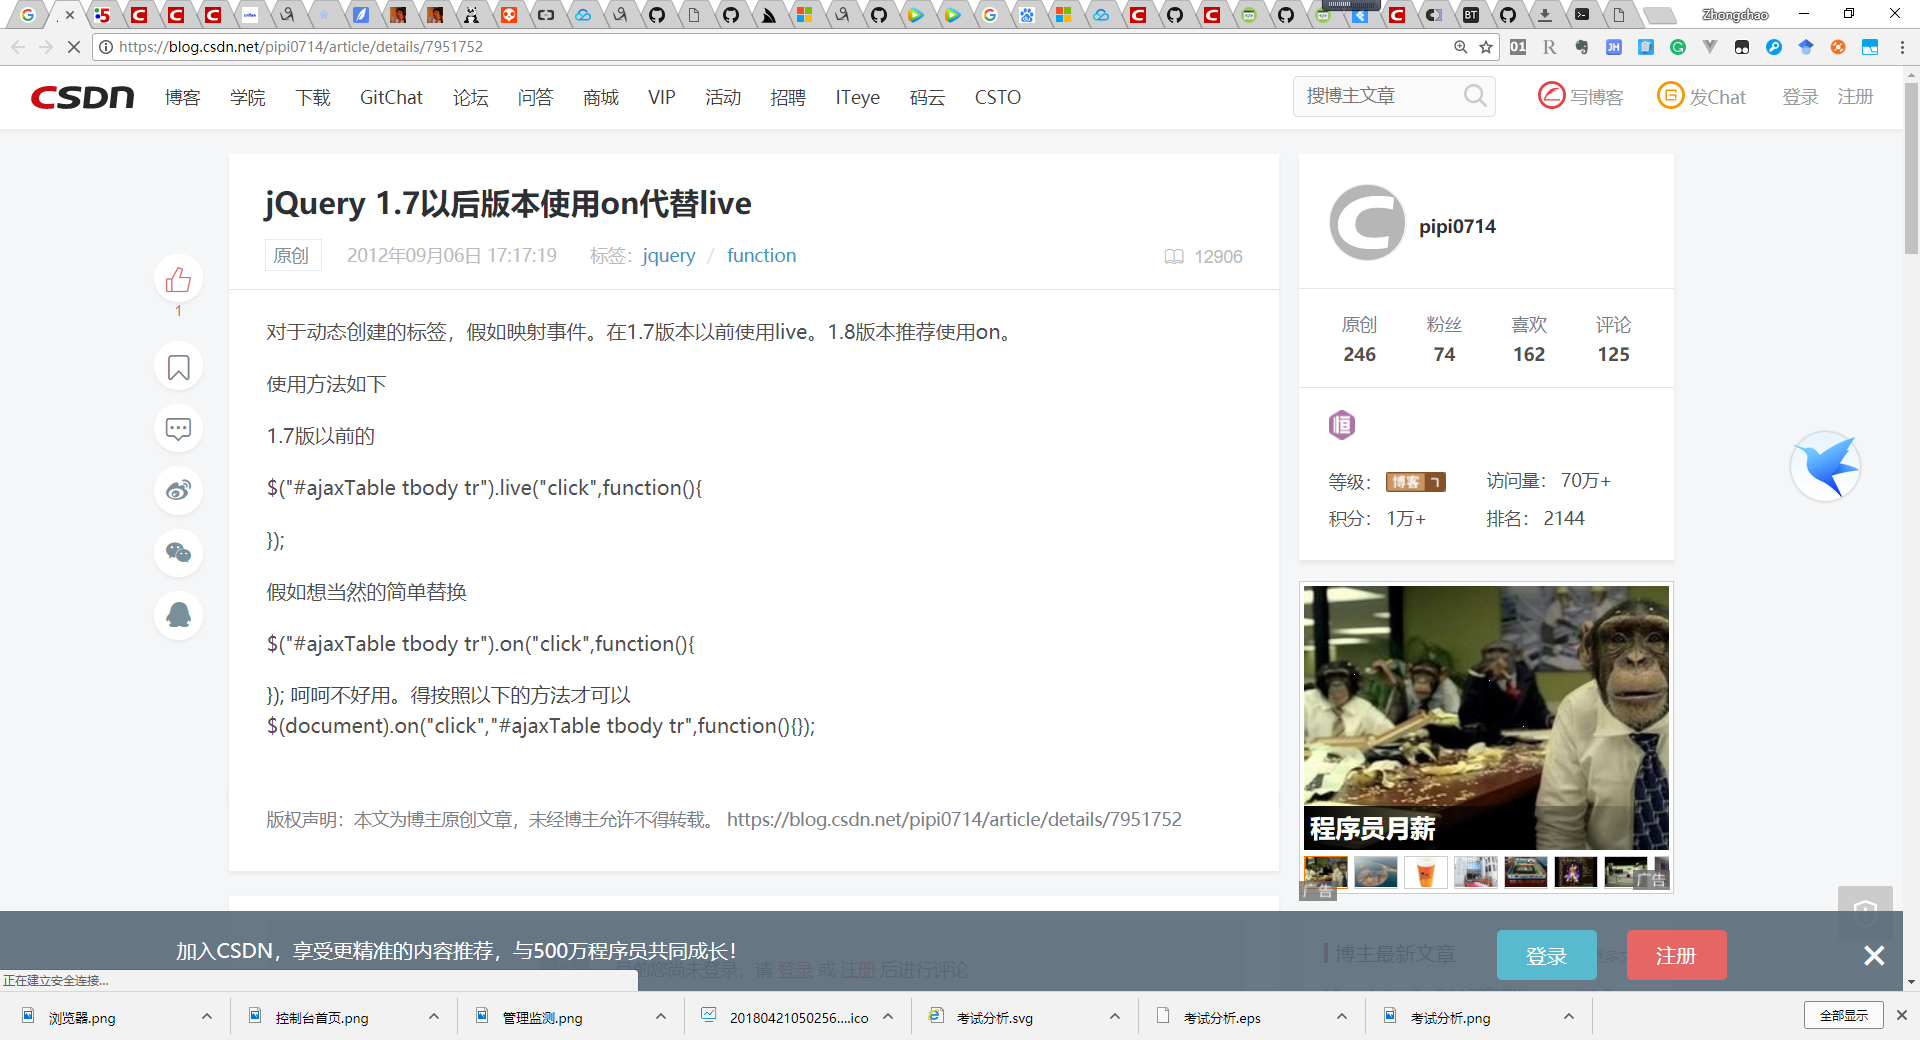 Zhongchao
https://blog.csdn.net/pipi0714/article/details/7951752
CSDN 博客 学院 下载 GitChat 论坛 问答 商城 VIP 活动 招聘 ITeye 码云 CSTO 搜博主文章 写博客 发Chat 登录 注册
jQuery 1.7以后版本使用on代替live
原创 2012年09月06日 17:17:19 标签: jquery / function 12906
1
对于动态创建的标签，假如映射事件。在1.7版本以前使用live。1.8版本推荐使用on。
使用方法如下
1.7版以前的
$("#ajaxTable tbody tr").live("click",function(){
});
假如想当然的简单替换
$("#ajaxTable tbody tr").on("click",function(){
}); 呵呵不好用。得按照以下的方法才可以
$(document).on("click","#ajaxTable tbody tr",function(){});
版权声明：本文为博主原创文章，未经博主允许不得转载。 https://blog.csdn.net/pipi0714/article/details/7951752
pipi0714
原创 粉丝 喜欢 评论
246 74 162 125
恒
等级： 博客 7 访问量： 70万+
积分： 1万+ 排名： 2144
程序员月薪
广告
广告
博主最新文章
加入CSDN，享受更精准的内容推荐，与500万程序员共同成长！
登录 注册
目前您尚未登录，请 登录 或 注册 后进行评论
正在建立安全连接...
浏览器.png 控制台首页.png 管理监测.png 20180421050256....ico 考试分析.svg 考试分析.eps 考试分析.png 全部显示